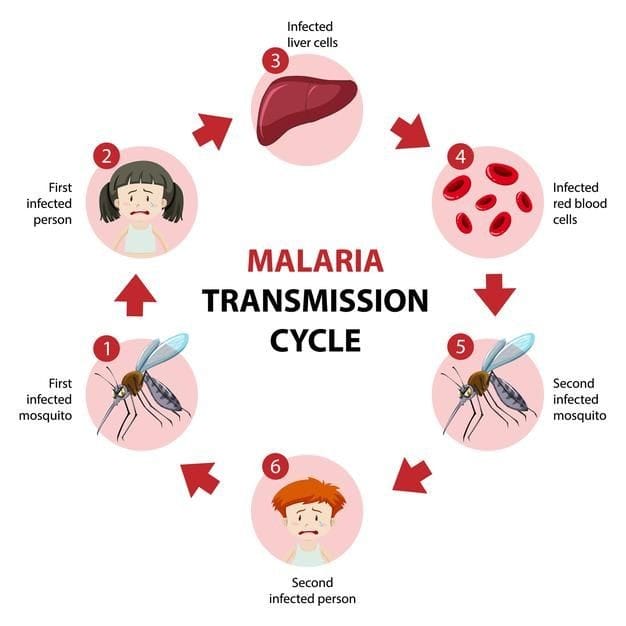 Infected
liver cells
3
2
First
infected
person
4
Infected
red blood
cells
MALARIA
TRANSMISSION
CYCLE
1
First
infected
mosquito
5
Second
infected
mosquito
6
Second
infected person